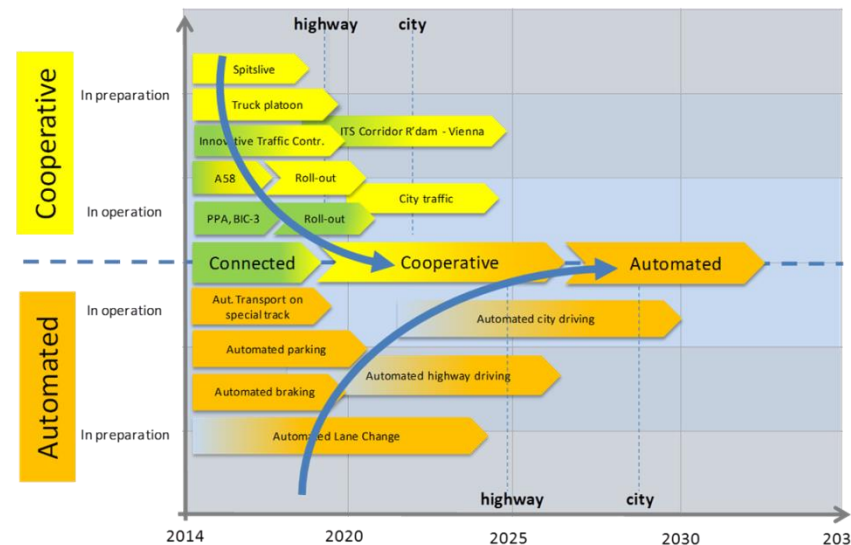 highway city
Cooperative
In preparation
In operation
Spitslive
Truck platoon
ITS Corridor R'dam - Vienna
Innovative Traffic Contr.
A58
Roll-out
City traffic
PPA, BIC-3
Roll-out
Connected
Cooperative
Automated
Automated
In operation
In preparation
Aut. Transport on
special track
Automated city driving
Automated parking
Automated highway driving
Automated braking
Automated Lane Change
highway city
2014 2020 2025 2030 203